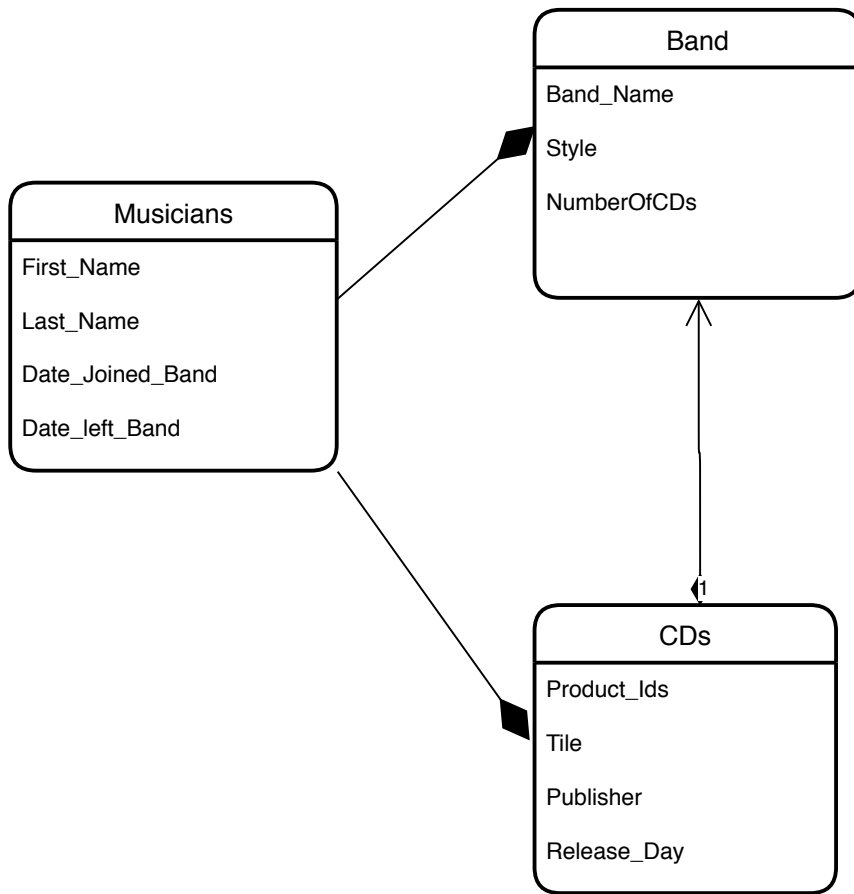 Band
Band_Name
Style
NumberOfCDs
Musicians
First_Name
Last_Name
Date_Joined_Band
Date_left_Band
1
CDs
Product_Ids
Tile
Publisher
Release_Day